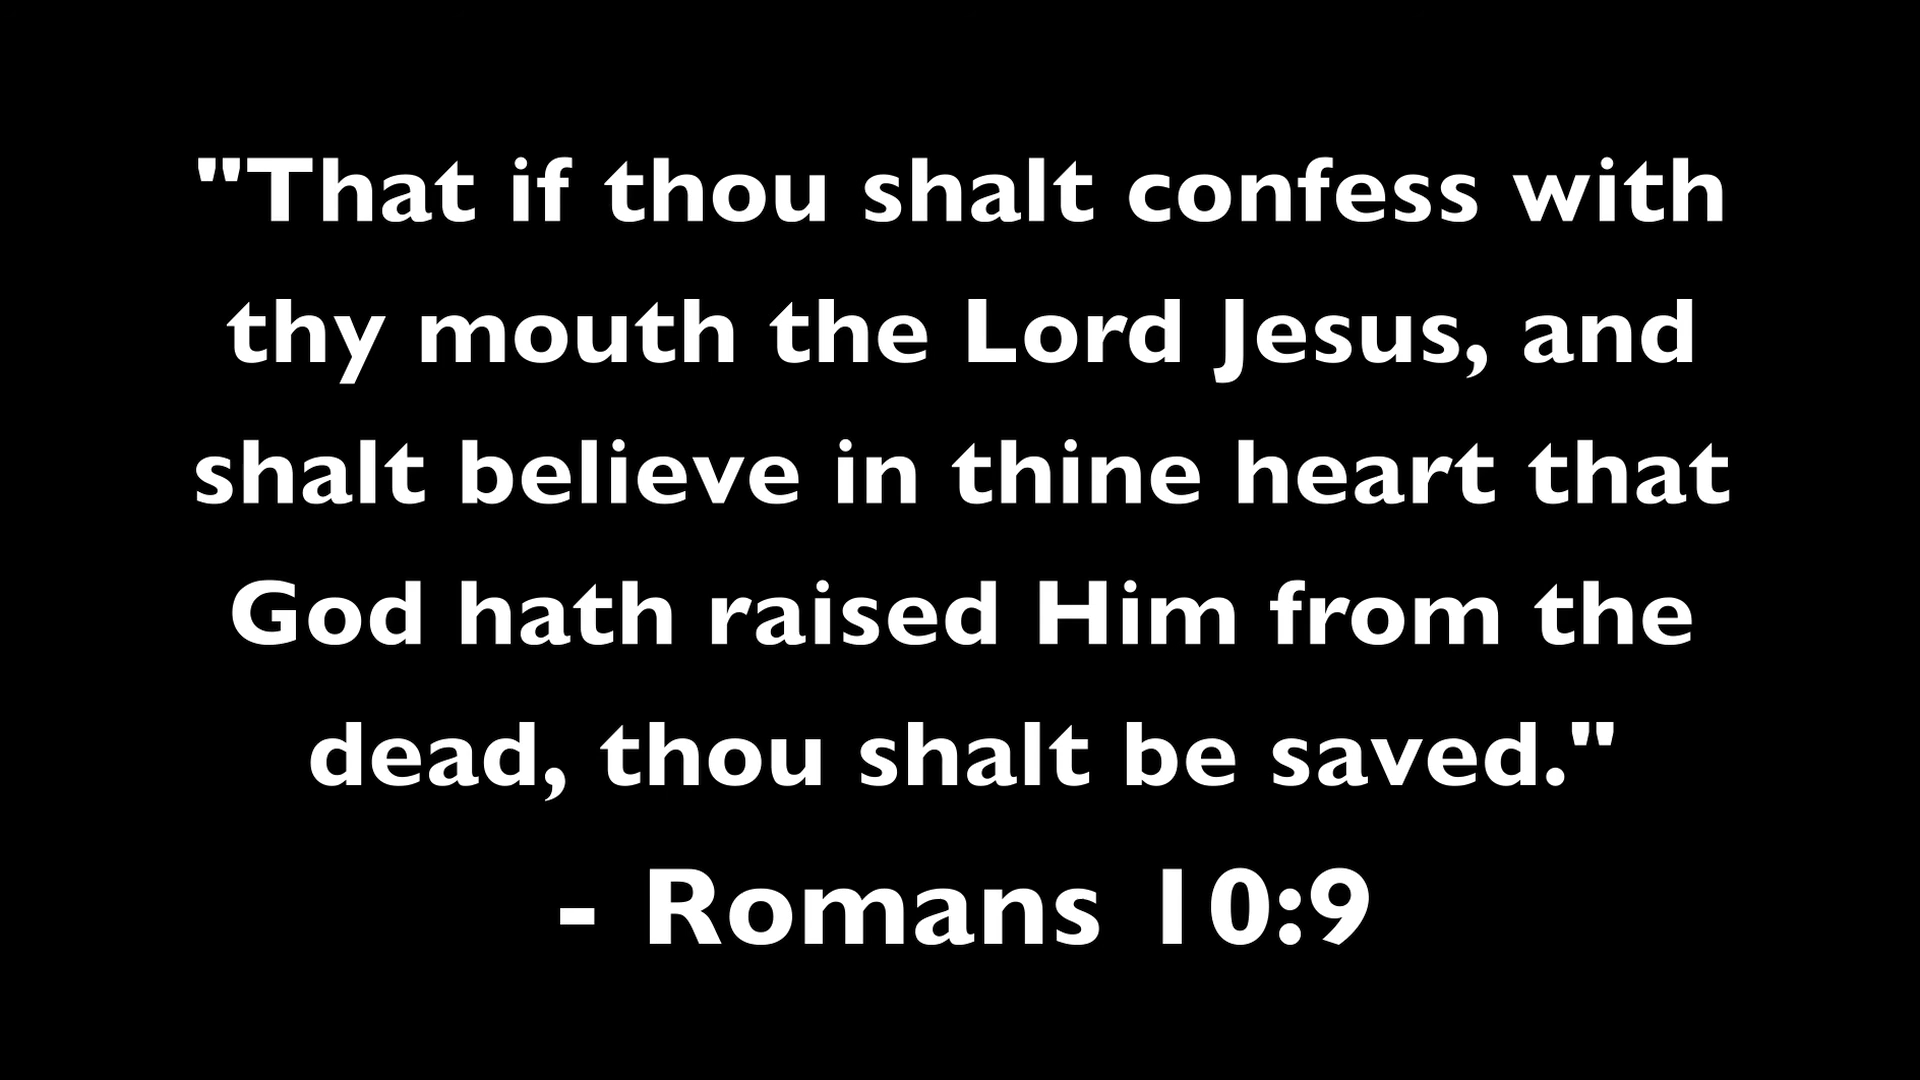 "That if thou shalt confess with
thy mouth the Lord Jesus, and
shalt believe in thine heart that
God hath raised Him from the
dead, thou shalt be saved."
- Romans 10:9